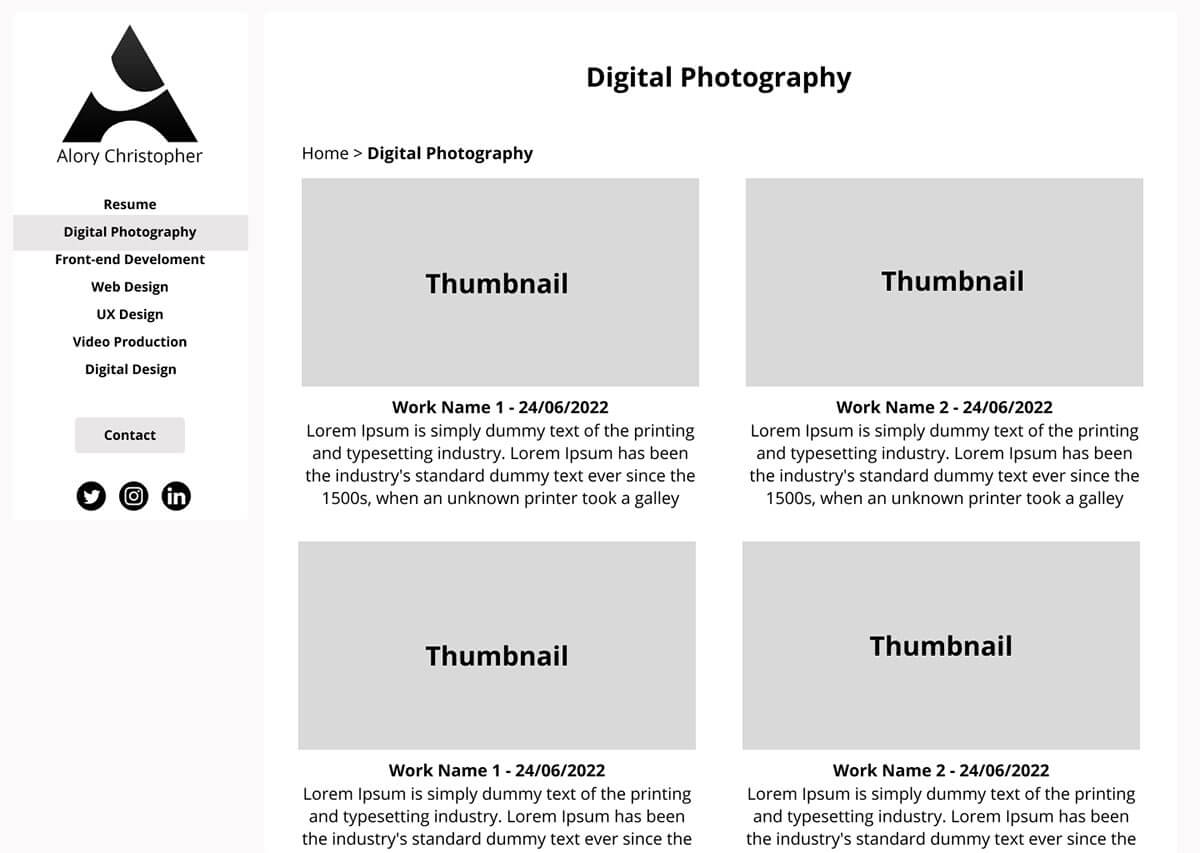 Alory Christopher
Resume
Digital Photography
Front-end Develoment
Web Design
UX Design
Video Production
Digital Design
Contact
Digital Photography
Home > Digital Photography
Thumbnail
Work Name 1 - 24/06/2022
Lorem Ipsum is simply dummy text of the printing
and typesetting industry. Lorem Ipsum has been
the industry's standard dummy text ever since the
1500s, when an unknown printer took a galley
Thumbnail
Work Name 2 - 24/06/2022
Lorem Ipsum is simply dummy text of the printing
and typesetting industry. Lorem Ipsum has been
the industry's standard dummy text ever since the
1500s, when an unknown printer took a galley
Thumbnail
Work Name 1 - 24/06/2022
Lorem Ipsum is simply dummy text of the printing
and typesetting industry. Lorem Ipsum has been
the industry's standard dummy text ever since the
Thumbnail
Work Name 2 - 24/06/2022
Lorem Ipsum is simply dummy text of the printing
and typesetting industry. Lorem Ipsum has been
the industry's standard dummy text ever since the